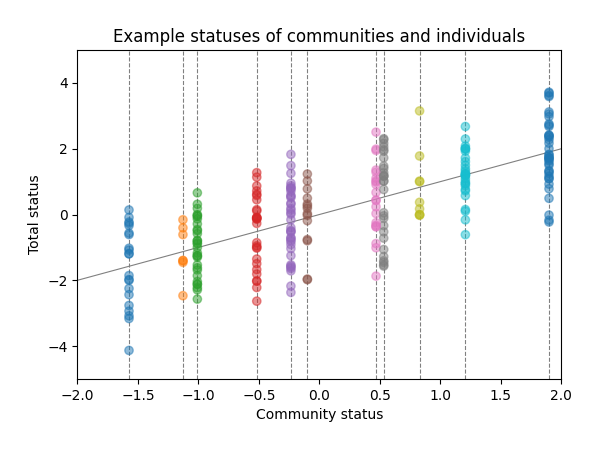 Example statuses of communities and individuals
4
2
0
−2
−4
Total status
−2.0 −1.5 −1.0 −0.5 0.0 0.5 1.0 1.5 2.0
Community status